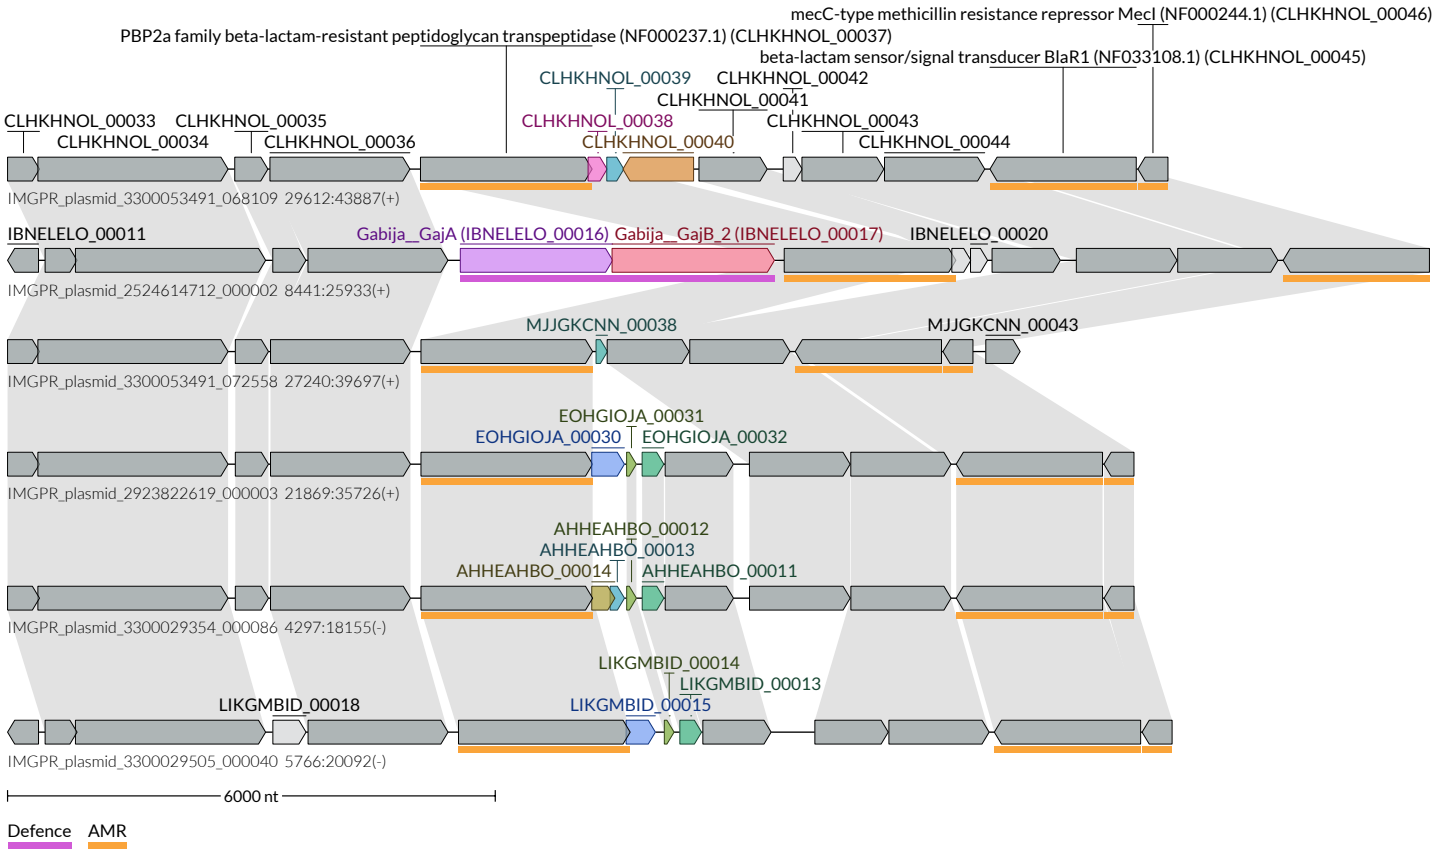 mecC-type methicillin resistance repressor MecI (NF000244.1) (CLHKHNOL_00046)
PBP2a family beta-lactam-resistant peptidoglycan transpeptidase (NF000237.1) (CLHKHNOL_00037)
beta-lactam sensor/signal transducer BlaR1 (NF033108.1) (CLHKHNOL_00045)
CLHKHNOL_00039 CLHKHNOL_00042
CLHKHNOL_00041
CLHKHNOL_00033 CLHKHNOL_00035 CLHKHNOL_00038 CLHKHNOL_00043
CLHKHNOL_00034 CLHKHNOL_00036 CLHKHNOL_00040 CLHKHNOL_00044
IMGPR_plasmid_3300053491_068109 29612:43887(+)
IBNELELO_00011 Gabija__GajA (IBNELELO_00016) Gabija__GajB_2 (IBNELELO_00017) IBNELELO_00020
IMGPR_plasmid_2524614712_000002 8441:25933(+)
MJJGKCNN_00038 MJJGKCNN_00043
IMGPR_plasmid_3300053491_072558 27240:39697(+)
EOHGIOJA_00031
EOHGIOJA_00030 EOHGIOJA_00032
IMGPR_plasmid_2923822619_000003 21869:35726(+)
AHHEAHBO_00012
AHHEAHBO_00013
AHHEAHBO_00014 AHHEAHBO_00011
IMGPR_plasmid_3300029354_000086 4297:18155(-)
LIKGMBID_00014
LIKGMBID_00013
LIKGMBID_00018 LIKGMBID_00015
IMGPR_plasmid_3300029505_000040 5766:20092(-)
6000 nt
Defence AMR